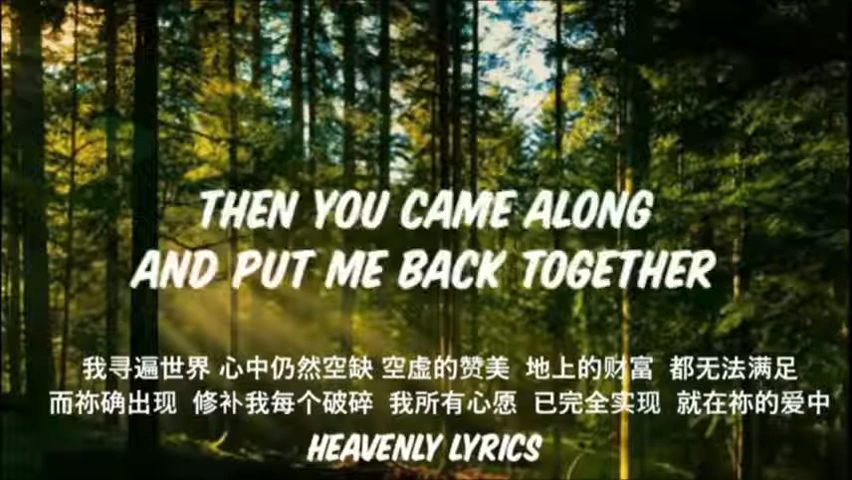 THEN YOU CAME ALONG
AND PUT ME BACK TOGETHER
我寻遍世界 心中仍然空缺 空虚的赞美 地上的财富 都无法满足
而祢确出现 修补我每个破碎 我所有心愿 已完全实现 就在祢的爱中
HEAVENLY LYRICS